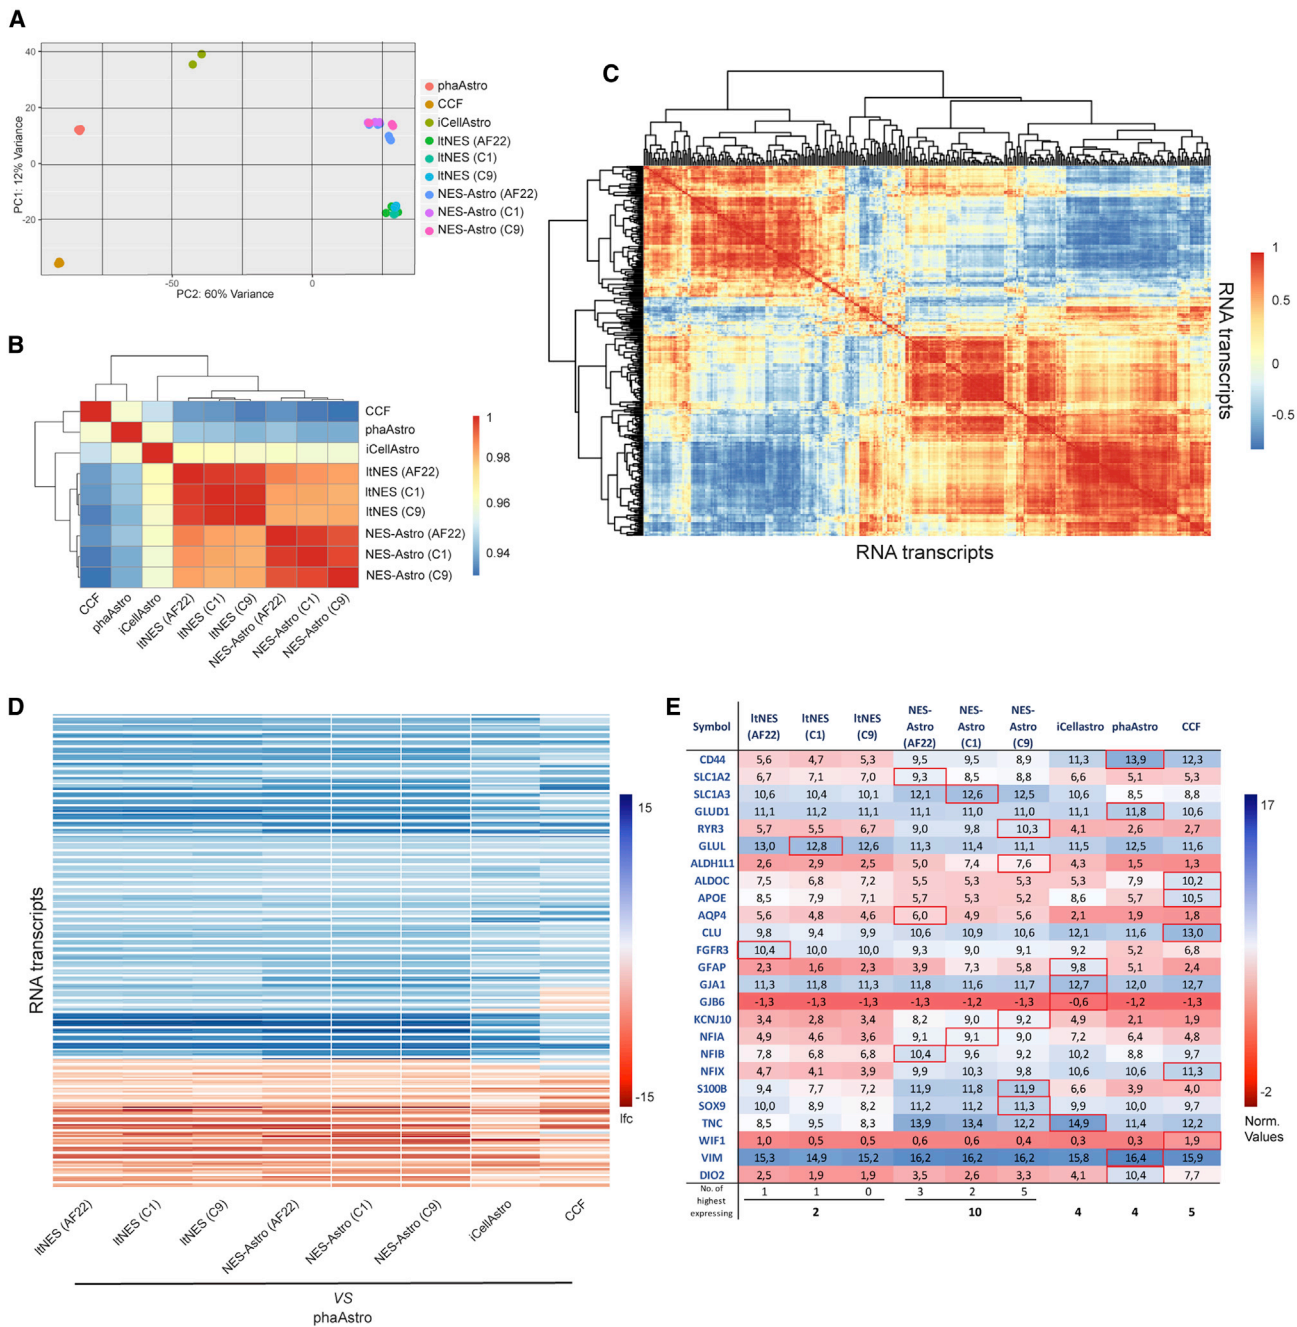 A
40
20
0
-20
PC1: 12% Variance
-50
0
PC2: 60% Variance
phaAstro
CCF
iCellAstro
ltNES (AF22)
ltNES (C1)
ltNES (C9)
NES-Astro (AF22)
NES-Astro (C1)
NES-Astro (C9)
B
CCF
phaAstro
iCellAstro
ltNES (AF22)
ltNES (C1)
ltNES (C9)
NES-Astro (AF22)
NES-Astro (C1)
NES-Astro (C9)
CCF
phaAstro
iCellAstro
ltNES (AF22)
ltNES (C1)
ltNES (C9)
NES-Astro (AF22)
NES-Astro (C1)
NES-Astro (C9)
1
0.98
0.96
0.94
C
RNA transcripts
RNA transcripts
1
0.5
0
-0.5
D
RNA transcripts
ltNES (AF22)
ltNES (C1)
ltNES (C9)
NES-Astro (AF22)
NES-Astro (C1)
NES-Astro (C9)
iCellAstro
CCF
VS
phaAstro
15
-15
lfc
E
Symbol ltNES (AF22) ltNES (C1) ltNES (C9) NES-Astro (AF22) NES-Astro (C1) NES-Astro (C9) iCellastro phaAstro CCF
CD44 5,6 4,7 5,3 9,5 9,5 8,9 11,3 13,9 12,3
SLC1A2 6,7 7,1 7,0 9,3 8,5 8,8 6,6 5,1 5,3
SLC1A3 10,6 10,4 10,1 12,1 12,6 12,5 10,6 8,5 8,8
GLUD1 11,1 11,2 11,1 11,1 11,0 11,0 11,1 11,8 10,6
RYR3 5,7 5,5 6,7 9,0 9,8 10,3 4,1 2,6 2,7
GLUL 13,0 12,8 12,6 11,3 11,4 11,1 11,5 12,5 11,6
ALDH1L1 2,6 2,9 2,5 5,0 7,4 7,6 4,3 1,5 1,3
ALDOC 7,5 6,8 7,2 5,5 5,3 5,3 5,3 7,9 10,2
APOE 8,5 7,9 7,1 5,7 5,3 5,2 8,6 5,7 10,5
AQP4 5,6 4,8 4,6 6,0 4,9 5,6 2,1 1,9 1,8
CLU 9,8 9,4 9,9 10,6 10,9 10,6 12,1 11,6 13,0
FGFR3 10,4 10,0 10,0 9,3 9,0 9,1 9,2 5,2 6,8
GFAP 2,3 1,6 2,3 3,9 7,3 5,8 9,8 5,1 2,4
GJA1 11,3 11,8 11,3 11,8 11,6 11,7 12,7 12,0 12,7
GJB6 -1,3 -1,3 -1,3 -1,3 -1,2 -1,3 -0,6 -1,2 -1,3
KCNJ10 3,4 2,8 3,4 8,2 9,0 9,2 4,9 2,1 1,9
NFIA 4,9 4,6 3,6 9,1 9,1 9,0 7,2 6,4 4,8
NFIB 7,8 6,8 6,8 10,4 9,6 9,2 10,2 8,8 9,7
NFIX 4,7 4,1 3,9 9,9 10,3 9,8 10,6 10,6 11,3
S100B 9,4 7,7 7,2 11,9 11,8 11,9 6,6 3,9 4,0
SOX9 10,0 8,9 8,2 11,2 11,2 11,3 9,9 10,0 9,7
TNC 8,5 9,5 8,3 13,9 13,4 12,2 14,9 11,4 12,2
WIF1 1,0 0,5 0,5 0,6 0,6 0,4 0,3 0,3 1,9
VIM 15,3 14,9 15,2 16,2 16,2 16,2 15,8 16,4 15,9
DIO2 2,5 1,9 1,9 3,5 2,6 3,3 4,1 10,4 7,7
No. of highest expressing 1 1 0 3 2 5
2 10 4 4 5
17
-2
Norm.
Values